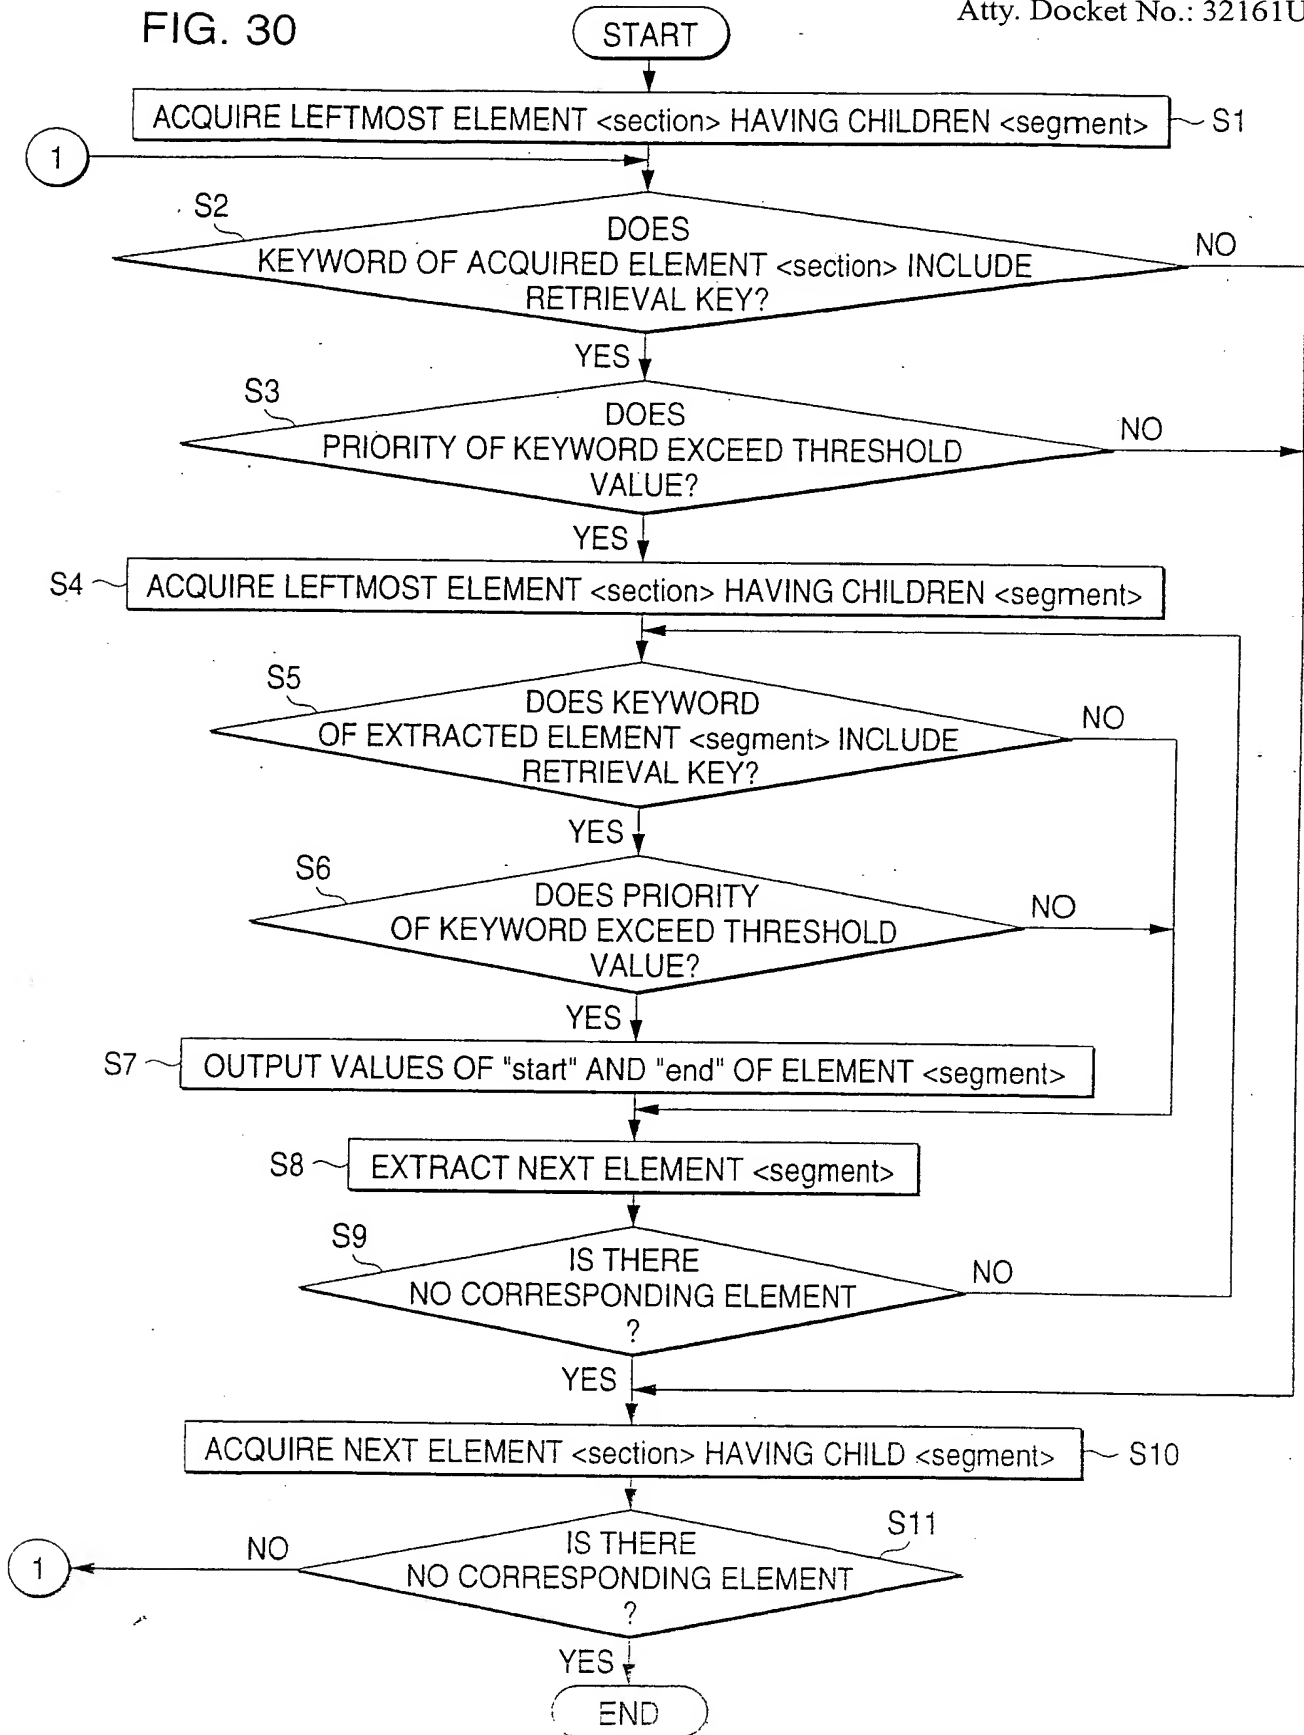 FIG. 30
Atty. Docket No.: 32161U
START
ACQUIRE LEFTMOST ELEMENT <section> HAVING CHILDREN <segment>
S1
1
S2
DOES
KEYWORD OF ACQUIRED ELEMENT <section> INCLUDE
RETRIEVAL KEY?
NO
YES
S3
DOES
PRIORITY OF KEYWORD EXCEED THRESHOLD
VALUE?
NO
YES
S4
ACQUIRE LEFTMOST ELEMENT <section> HAVING CHILDREN <segment>
S5
DOES KEYWORD
OF EXTRACTED ELEMENT <segment> INCLUDE
RETRIEVAL KEY?
NO
YES
S6
DOES PRIORITY
OF KEYWORD EXCEED THRESHOLD
VALUE?
NO
YES
S7
OUTPUT VALUES OF "start" AND "end" OF ELEMENT <segment>
S8
EXTRACT NEXT ELEMENT <segment>
S9
IS THERE
NO CORRESPONDING ELEMENT
?
NO
YES
ACQUIRE NEXT ELEMENT <section> HAVING CHILD <segment>
S10
S11
IS THERE
NO CORRESPONDING ELEMENT
?
NO
1
YES
END